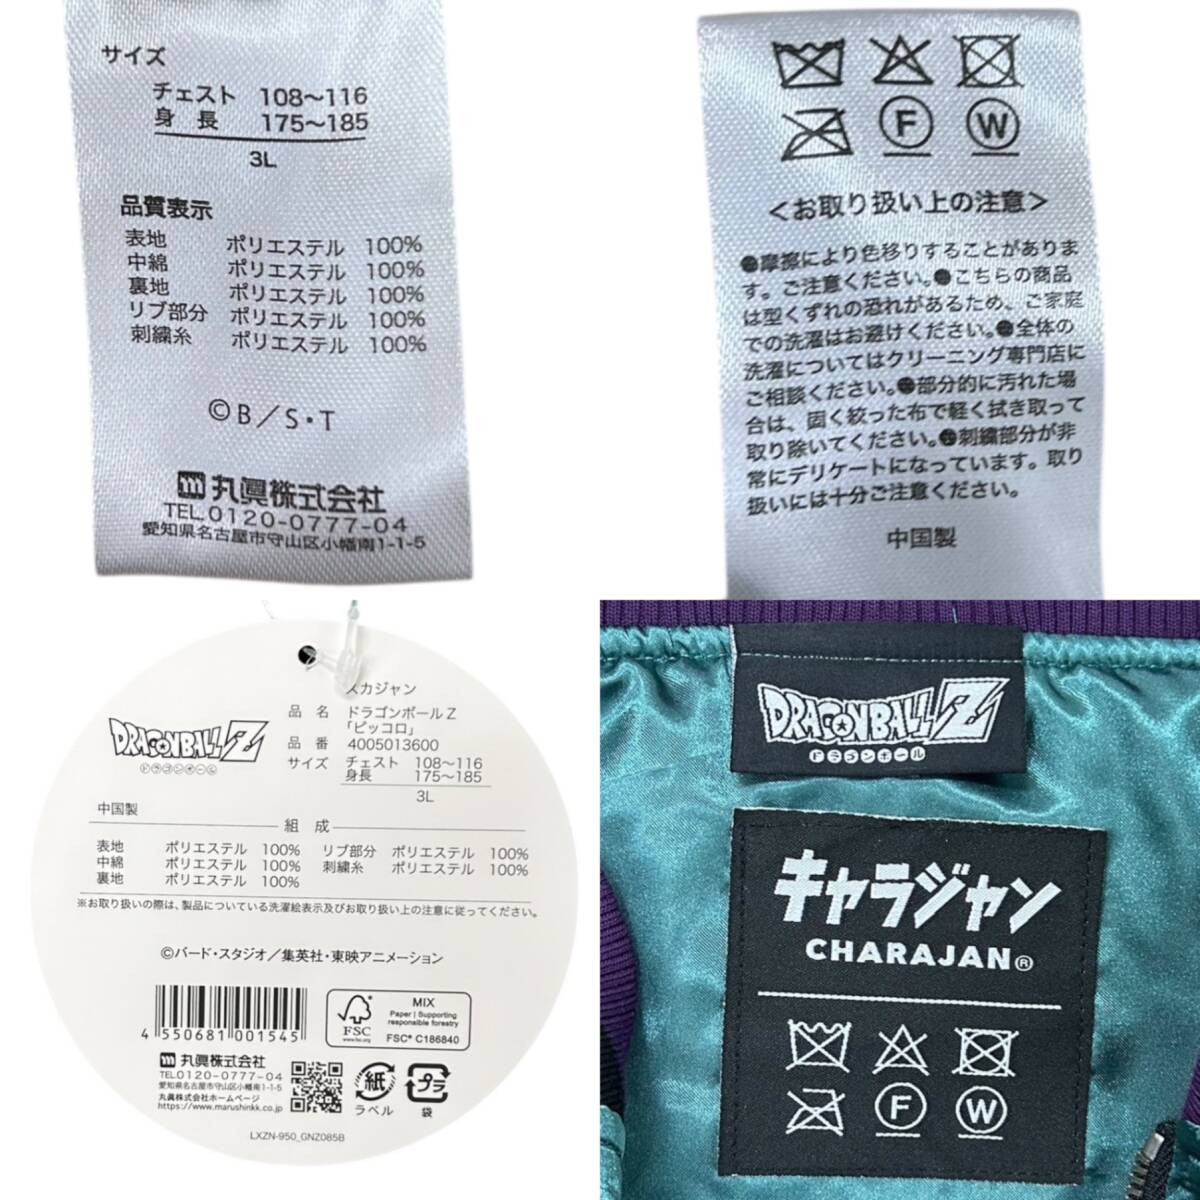 サイズ
チェスト 108〜116
身長 175〜185
3L
品質表示
表地 ポリエステル 100%
中綿 ポリエステル 100%
裏地 ポリエステル 100%
リブ部分 ポリエステル 100%
刺繍糸 ポリエステル 100%
©B／S・T
丸眞株式会社
TEL.0120-0777-04
愛知県名古屋市守山区小幡南1-1-5
F W
＜お取り扱い上の注意＞
●摩擦により色移りすることがありま
す。ご注意ください。●こちらの商品
は型くずれの恐れがあるため、ご家庭
での洗濯はお避けください。●全体の
洗濯についてはクリーニング専門店に
ご相談ください。●部分的に汚れた場
合は、固く絞った布で軽く拭き取って
取り除いてください。●刺繍部分が非
常にデリケートになっています。取り
扱いには十分ご注意ください。
中国製
スカジャン
DRAGONBALL Z
ドラゴンボール
品名 ドラゴンボールZ
「ピッコロ」
品番 4005013600
サイズ チェスト 108〜116
身長 175〜185
3L
中国製
組成
表地 ポリエステル 100% リブ部分 ポリエステル 100%
中綿 ポリエステル 100% 刺繍糸 ポリエステル 100%
裏地 ポリエステル 100%
※お取り扱いの際は、製品についている洗濯絵表示及びお取り扱い上の注意に従ってください。
©バード・スタジオ／集英社・東映アニメーション
4 550681 001545
FSC
www.fsc.org
MIX
Paper | Supporting
responsible forestry
FSC® C186840
丸眞株式会社
TEL.0120-0777-04
愛知県名古屋市守山区小幡南1-1-5
丸眞株式会社ホームページ
https://www.marushinkk.co.jp
紙
ラベル
プラ
袋
LXZN-950_GNZ085B
DRAGONBALL Z
ドラゴンボール
キャラジャン
CHARAJAN®
F W